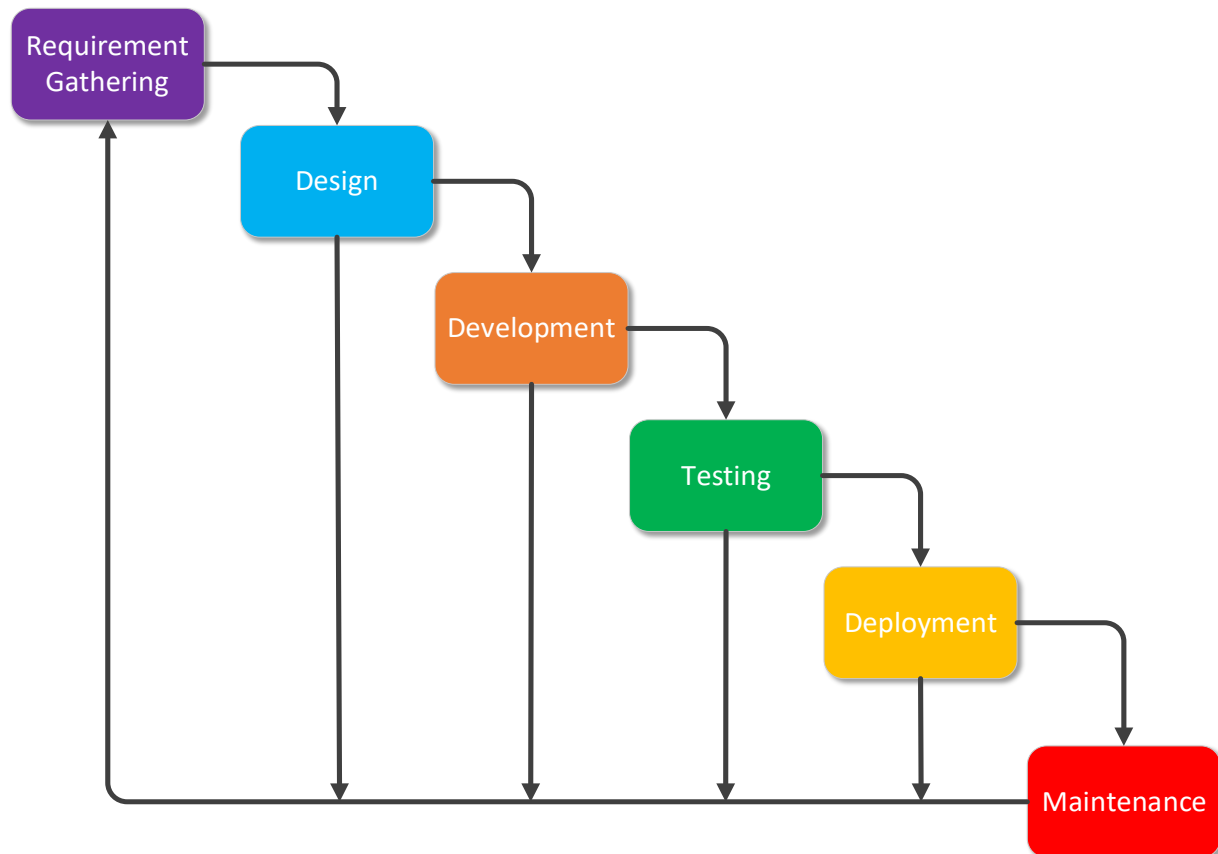 Requirement
Gathering
Design
Development
Testing
Deployment
Maintenance